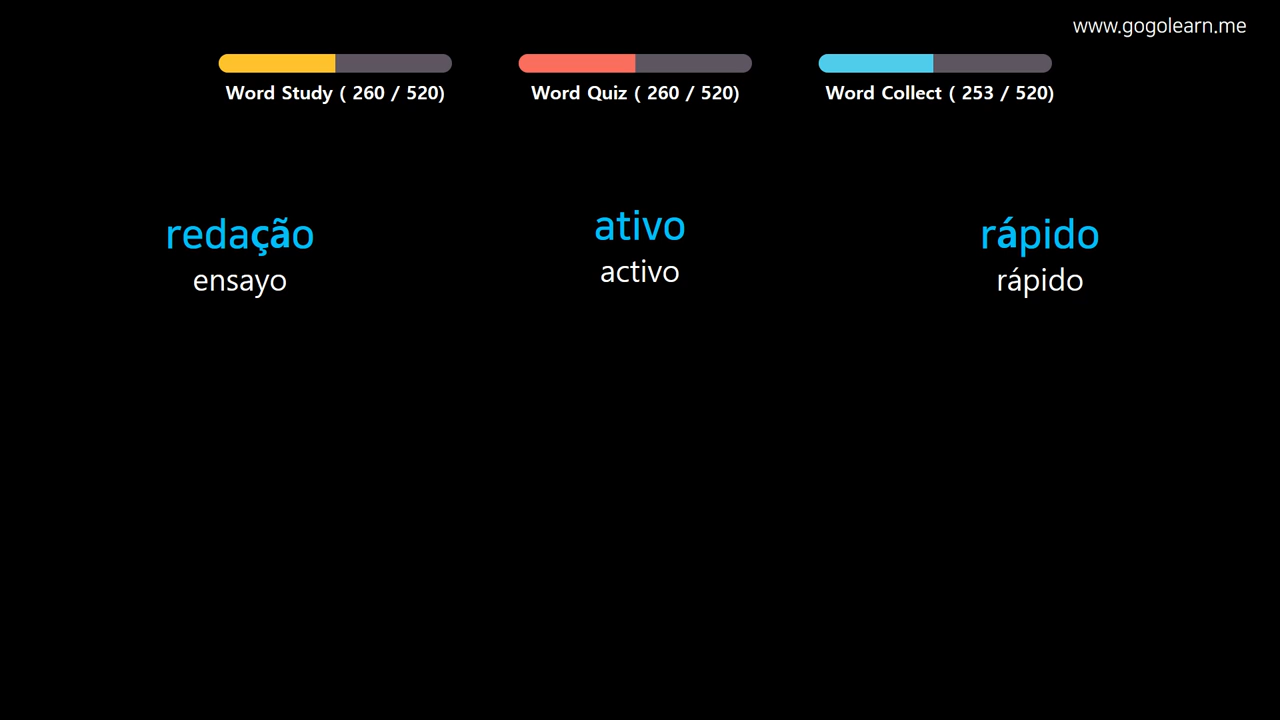 www.gogolearn.me
Word Study ( 260 / 520)
Word Quiz ( 260 / 520)
Word Collect ( 253 / 520)
redação
ensayo
ativo
activo
rápido
rápido